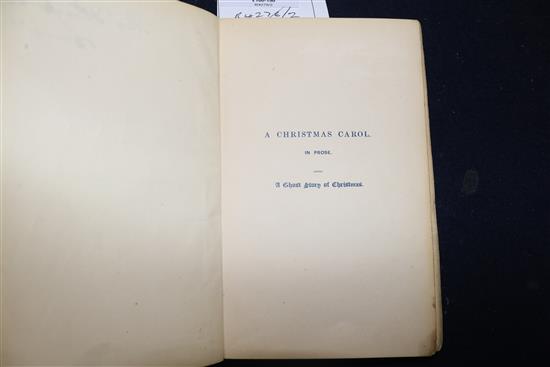 A CHRISTMAS CAROL.
IN PROSE.
A Ghost Story of Christmas.